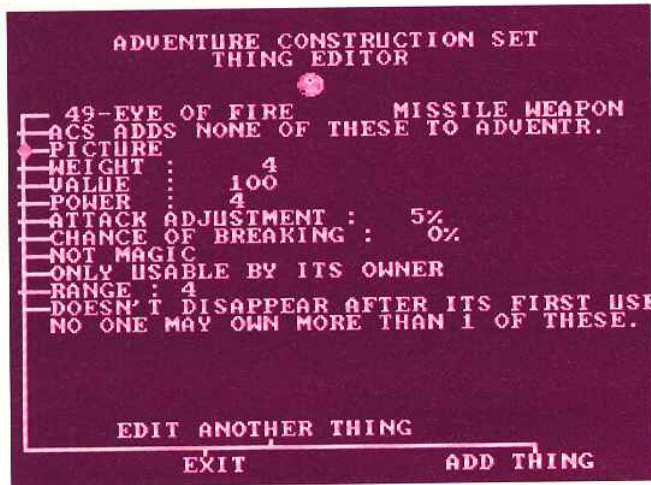 ADVENTURE CONSTRUCTION SET
THING EDITOR
49-EYE OF FIRE MISSILE WEAPON
ACS ADDS NONE OF THESE TO ADVENTR.
PICTURE
WEIGHT : 4
VALUE : 100
POWER : 4
ATTACK ADJUSTMENT : 5%
CHANCE OF BREAKING : 0%
NOT MAGIC
ONLY USABLE BY ITS OWNER
RANGE : 4
DOESN'T DISAPPEAR AFTER ITS FIRST USE
NO ONE MAY OWN MORE THAN 1 OF THESE.
EDIT ANOTHER THING
EXIT ADD THING